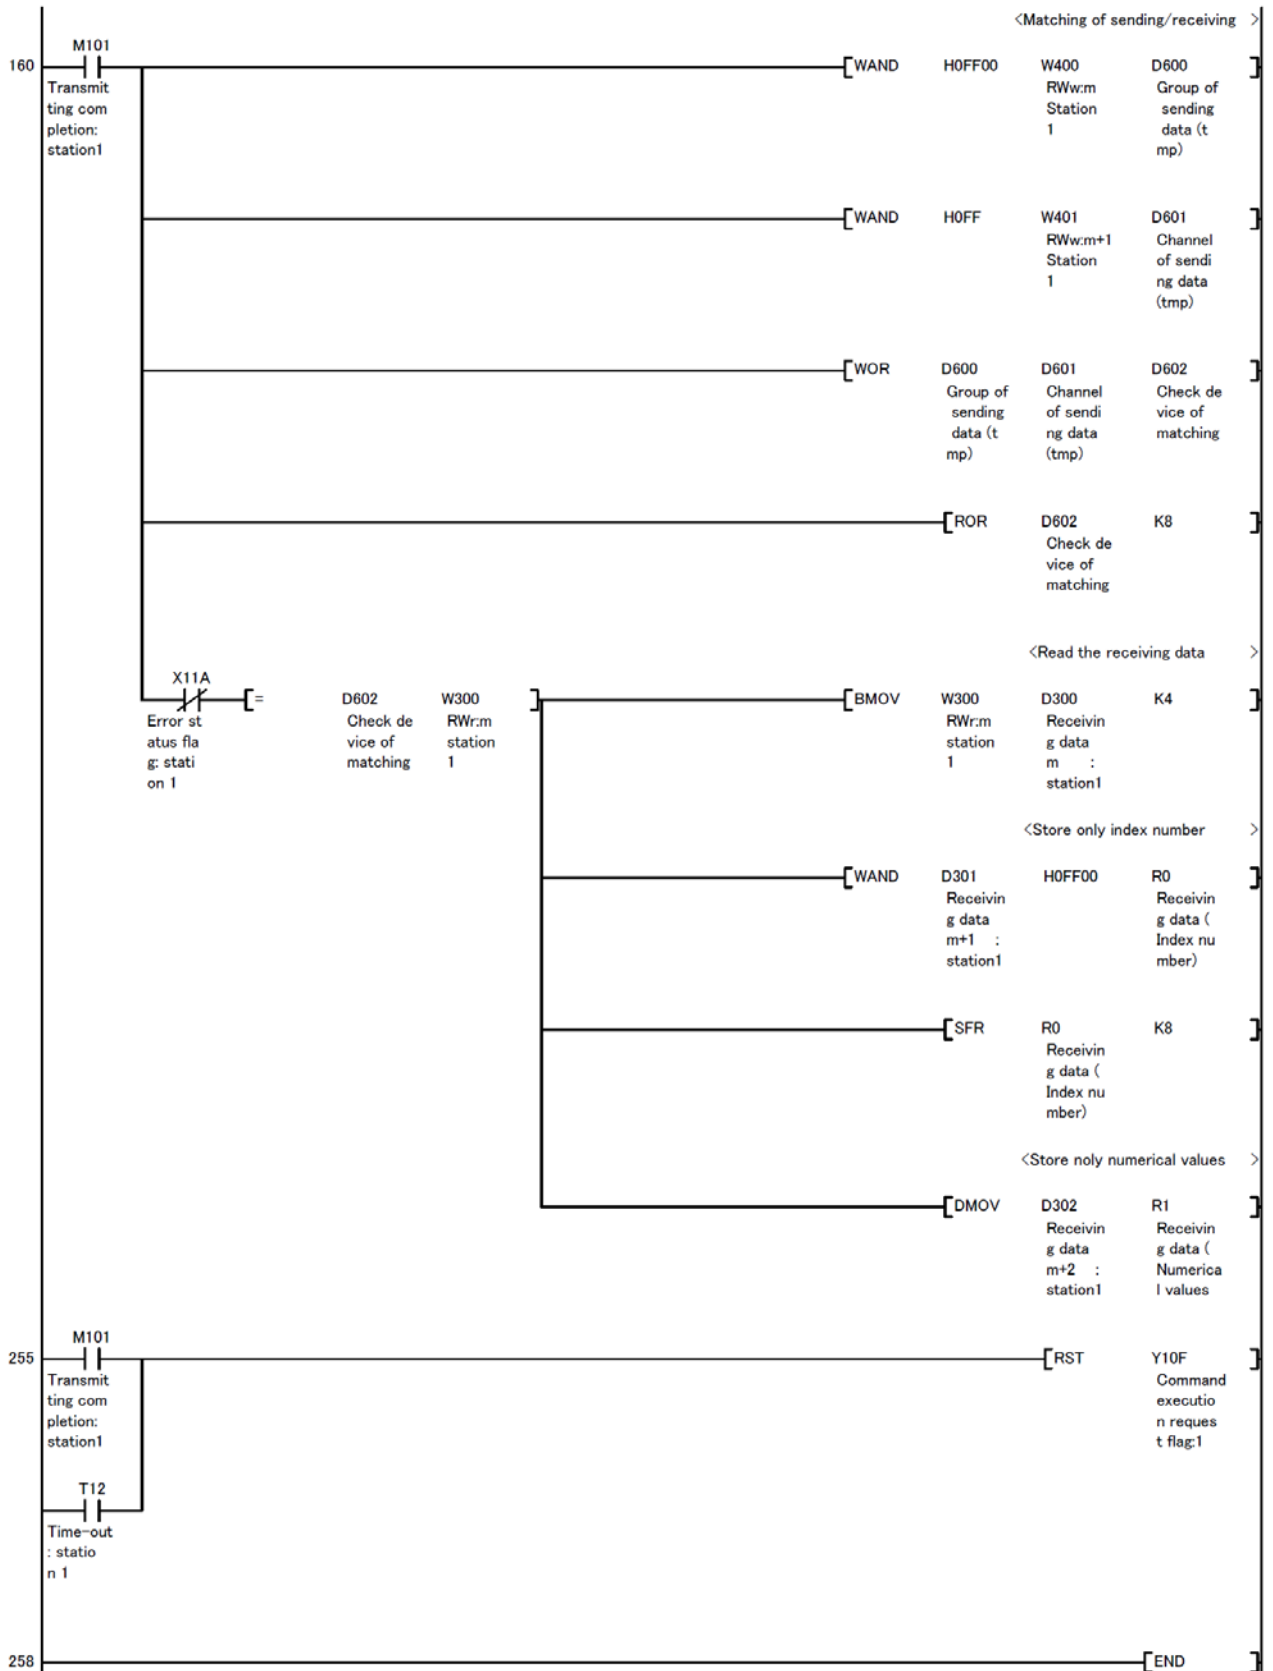 <Matching of sending/receiving >
M101
160
[WAND H0FF00 W400 D600 ]
Transmit
ting com
pletion:
station1
RWw:m
Station
1
Group of
sending
data (t
mp)
[WAND H0FF W401 D601 ]
RWw:m+1
Station
1
Channel
of sendi
ng data
(tmp)
[WOR D600 D601 D602 ]
Group of
sending
data (t
mp)
Channel
of sendi
ng data
(tmp)
Check de
vice of
matching
[ROR D602 K8 ]
Check de
vice of
matching
<Read the receiving data >
X11A
[= D602 W300 ]
Error st
atus fla
g: stati
on 1
Check de
vice of
matching
RWr:m
station
1
[BMOV W300 D300 K4 ]
RWr:m
station
1
Receivin
g data
m :
station1
<Store only index number >
[WAND D301 H0FF00 R0 ]
Receivin
g data
m+1 :
station1
Receivin
g data (
Index nu
mber)
[SFR R0 K8 ]
Receivin
g data (
Index nu
mber)
<Store noly numerical values >
[DMOV D302 R1 ]
Receivin
g data
m+2 :
station1
Receivin
g data (
Numerica
l values
M101
255
[RST Y10F ]
Transmit
ting com
pletion:
station1
Command
executio
n reques
t flag:1
T12
Time-out
: statio
n 1
258
[END ]